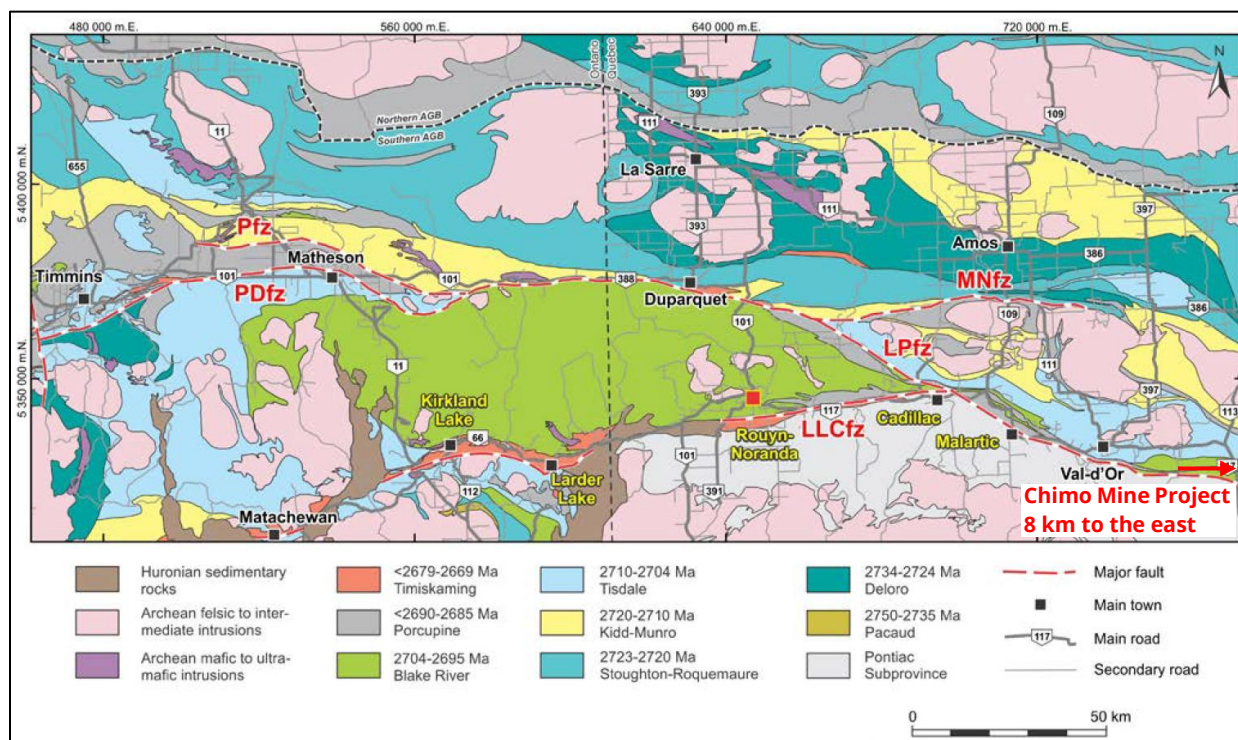 480 000 m.E.
560 000 m.E.
640 000 m.E.
720 000 m.E.
Ontario
Quebec
N
11
393
109
Northern AGB
Southern AGB
111
655
La Sarre
5 400 000 m.N.
111
397
393
Pfz
Amos
386
Timmins
Matheson
101
101
388
MNfz
PDfz
Duparquet
386
101
109
LPfz
111
11
5 350 000 m.N.
397
Kirkland
Lake
117
113
66
Rouyn-
Noranda
LLCfz
Cadillac
Malartic
Larder
Lake
101
391
112
Val-d'Or
Matachewan
Chimo Mine Project
8 km to the east
Huronian sedimentary
rocks
Archean felsic to inter-
mediate intrusions
Archean mafic to ultra-
mafic intrusions
<2679-2669 Ma
Timiskaming
<2690-2685 Ma
Porcupine
2704-2695 Ma
Blake River
2710-2704 Ma
Tisdale
2720-2710 Ma
Kidd-Munro
2723-2720 Ma
Stoughton-Roquemaure
2734-2724 Ma
Deloro
2750-2735 Ma
Pacaud
Pontiac
Subprovince
Major fault
Main town
117
Main road
Secondary road
0
50 km